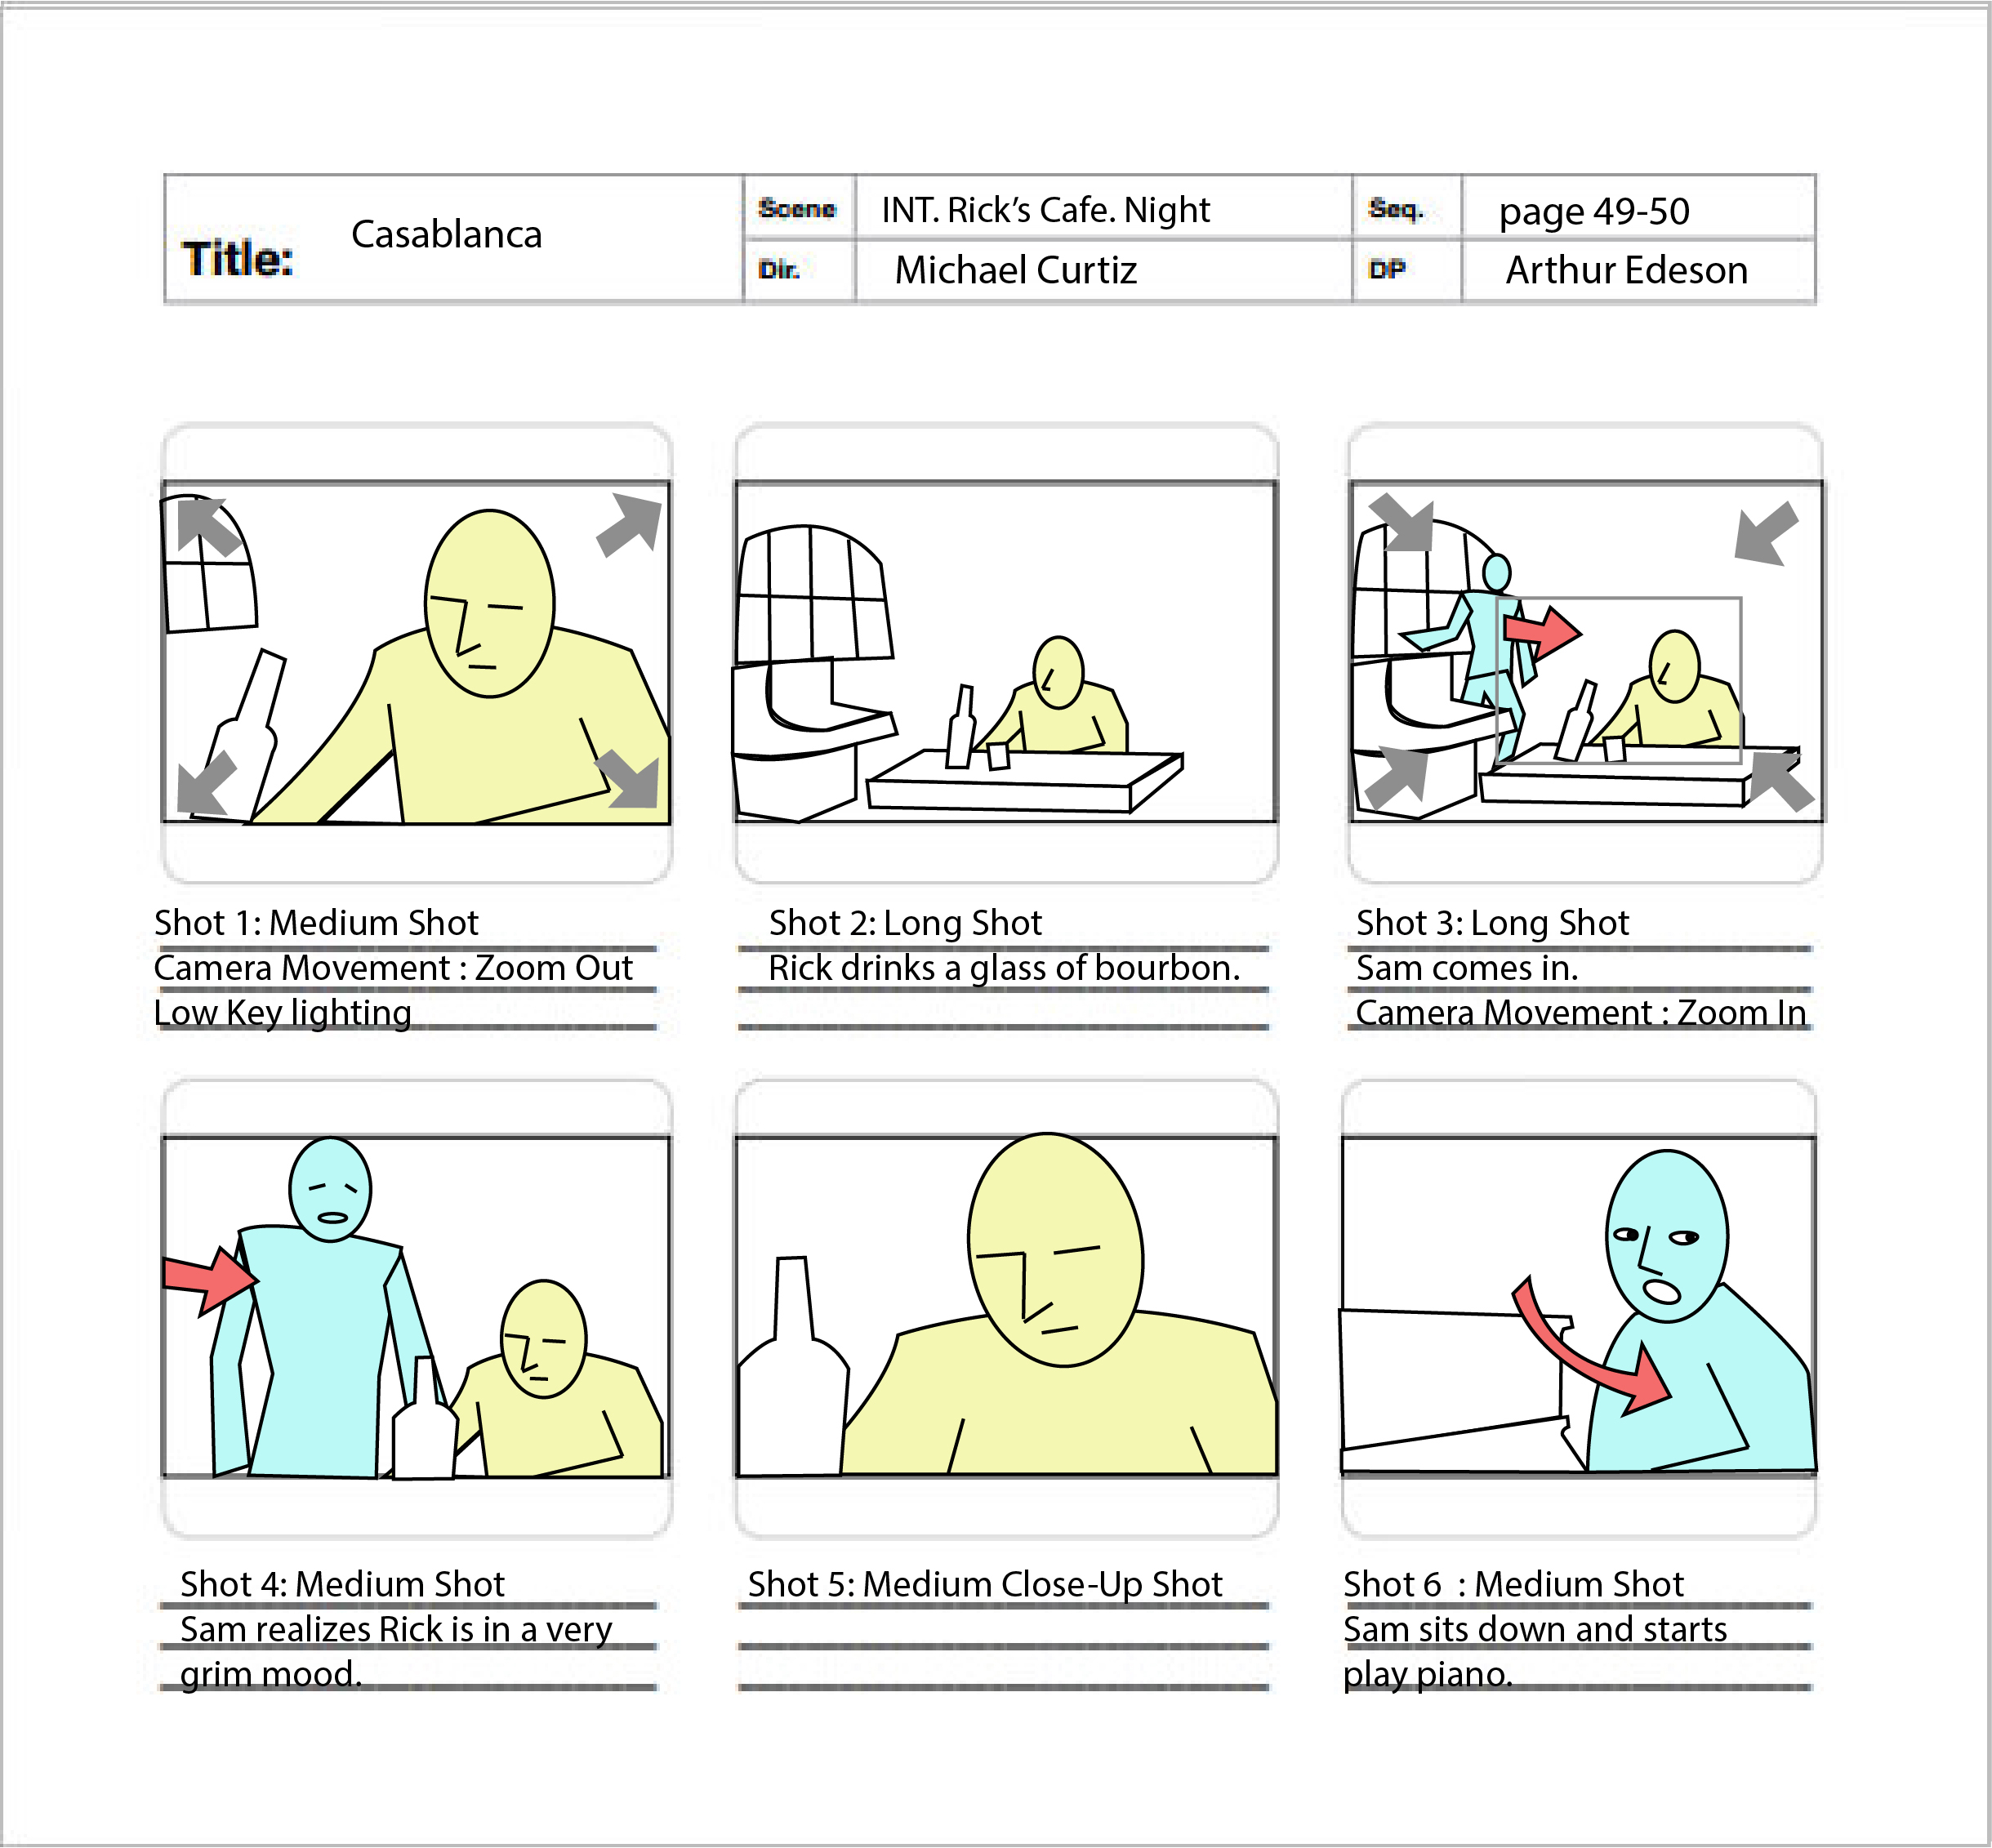 Title:
Casablanca
Scene
INT. Rick’s Cafe. Night
Seq.
page 49-50
Dir.
Michael Curtiz
DP
Arthur Edeson
Shot 1: Medium Shot
Camera Movement : Zoom Out
Low Key lighting
Shot 2: Long Shot
Rick drinks a glass of bourbon.
Shot 3: Long Shot
Sam comes in.
Camera Movement : Zoom In
Shot 4: Medium Shot
Sam realizes Rick is in a very
grim mood.
Shot 5: Medium Close-Up Shot
Shot 6 : Medium Shot
Sam sits down and starts
play piano.